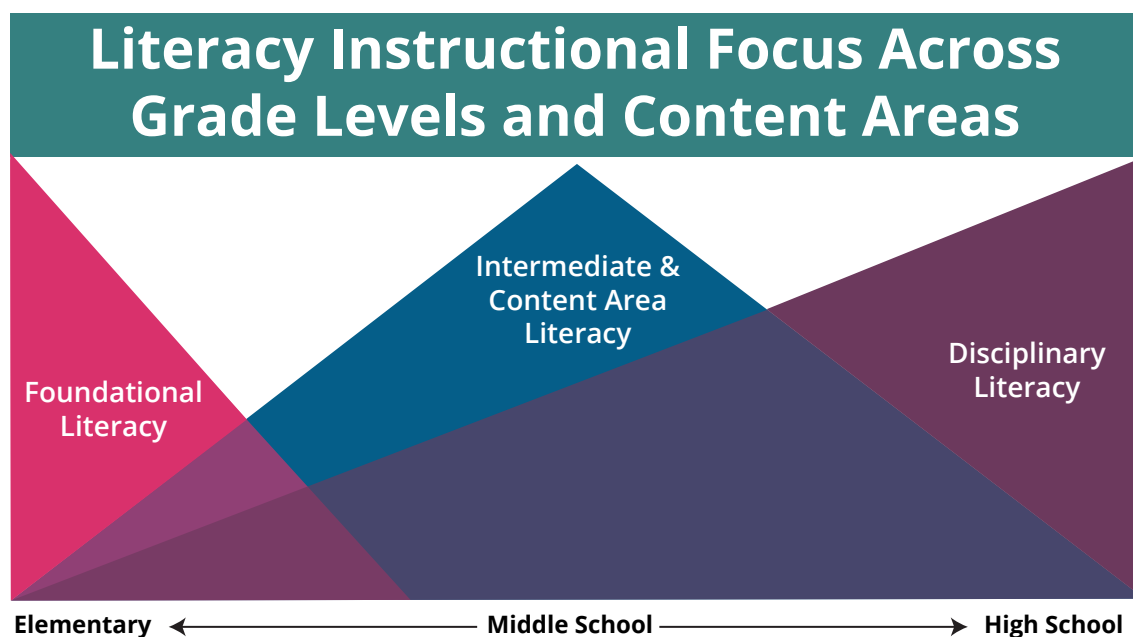 Literacy Instructional Focus Across
Grade Levels and Content Areas
Intermediate &
Content Area
Literacy
Disciplinary
Literacy
Foundational
Literacy
Elementary Middle School High School